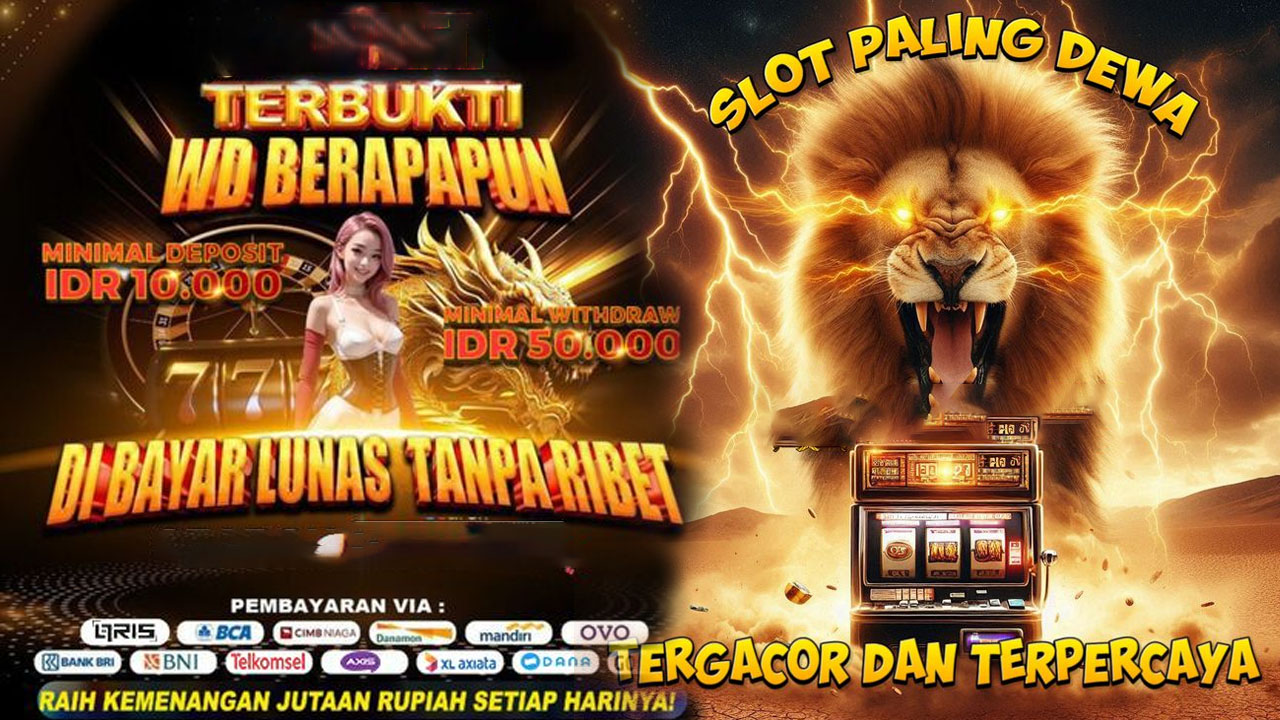 TERBUKTI
WD BERAPAPUN
MINIMAL DEPOSIT
IDR 10.000
MINIMAL WITHDRAW
IDR 50.000
777
DI BAYAR LUNAS TANPA RIBET
PEMBAYARAN VIA :
QRIS BCA CIMB NIAGA Danamon mandiri OVO
BANK BRI BNI Telkomsel AXIS XL axiata DANA
RAIH KEMENANGAN JUTAAN RUPIAH SETIAP HARINYA!
SLOT PALING DEWA
TERGACOR DAN TERPERCAYA